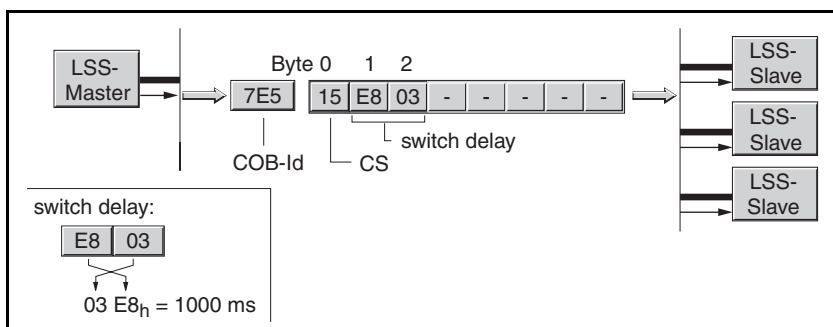 LSS-
Master
Byte 0 1 2
7E5
15 E8 03 - - - - -
switch delay
COB-Id
CS
LSS-
Slave
LSS-
Slave
LSS-
Slave
switch delay:
E8 03
03 E8h = 1000 ms